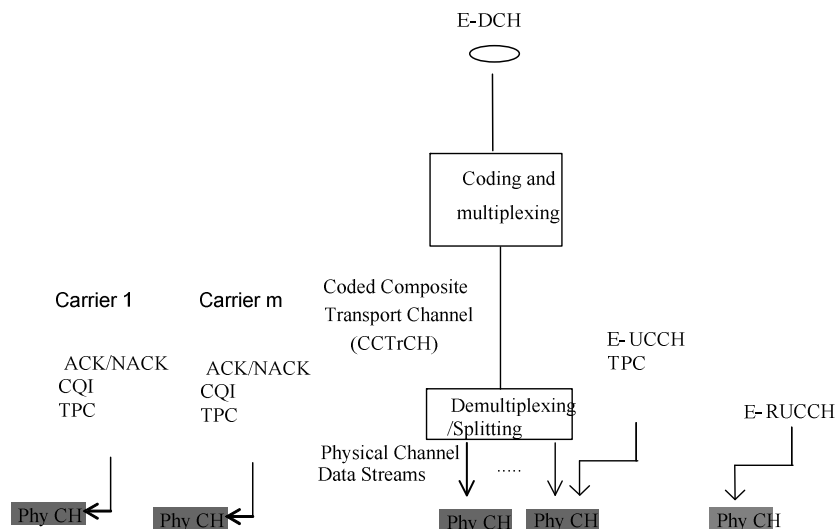 E-DCH
Coding and
multiplexing
Coded Composite
Transport Channel
(CCTrCH)
Carrier 1
ACK/NACK
CQI
TPC
Carrier m
ACK/NACK
CQI
TPC
E-UCCH
TPC
E-RUCCH
Demultiplexing
/Splitting
Physical Channel
Data Streams
.....
Phy CH
Phy CH
Phy CH
Phy CH
Phy CH